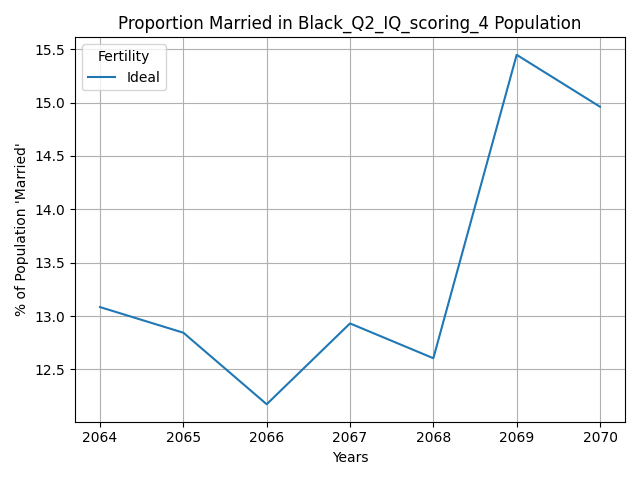 Proportion Married in Black_Q2_IQ_scoring_4 Population
Fertility
Ideal
% of Population 'Married'
15.5
15.0
14.5
14.0
13.5
13.0
12.5
2064 2065 2066 2067 2068 2069 2070
Years